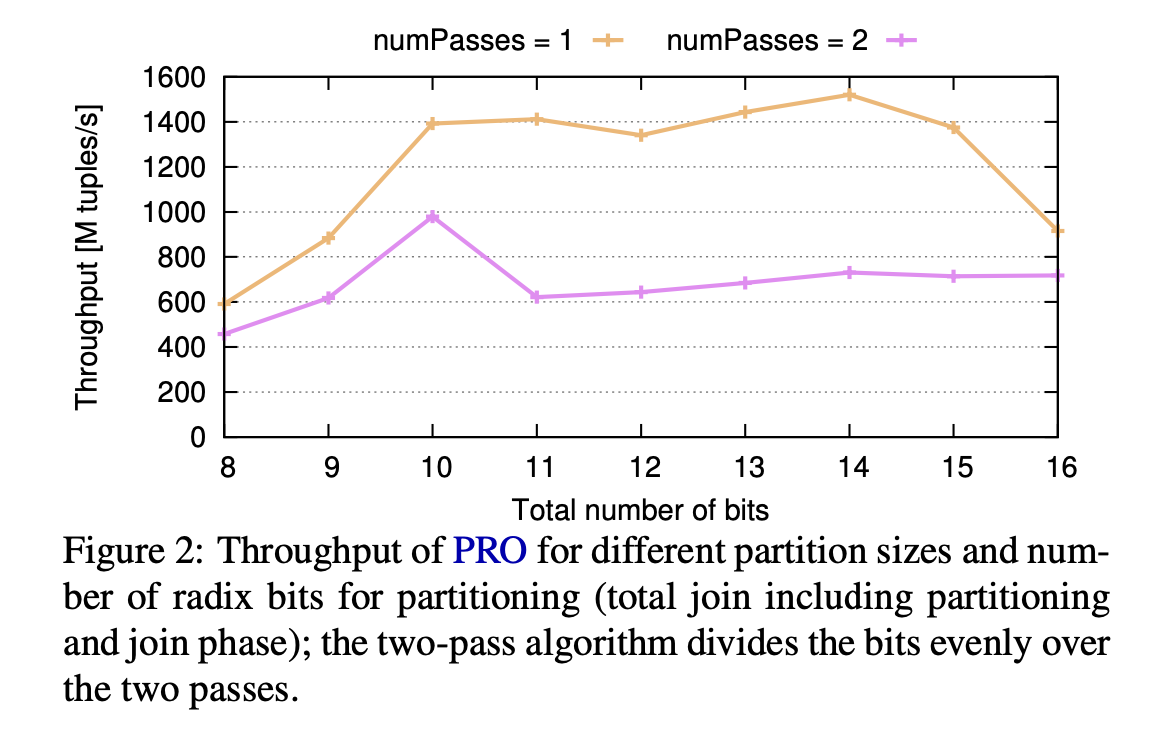 numPasses = 1 numPasses = 2
1600
1400
1200
1000
800
600
400
200
0
Throughput [M tuples/s]
8 9 10 11 12 13 14 15 16
Total number of bits
Figure 2: Throughput of PRO for different partition sizes and num-
ber of radix bits for partitioning (total join including partitioning
and join phase); the two-pass algorithm divides the bits evenly over
the two passes.